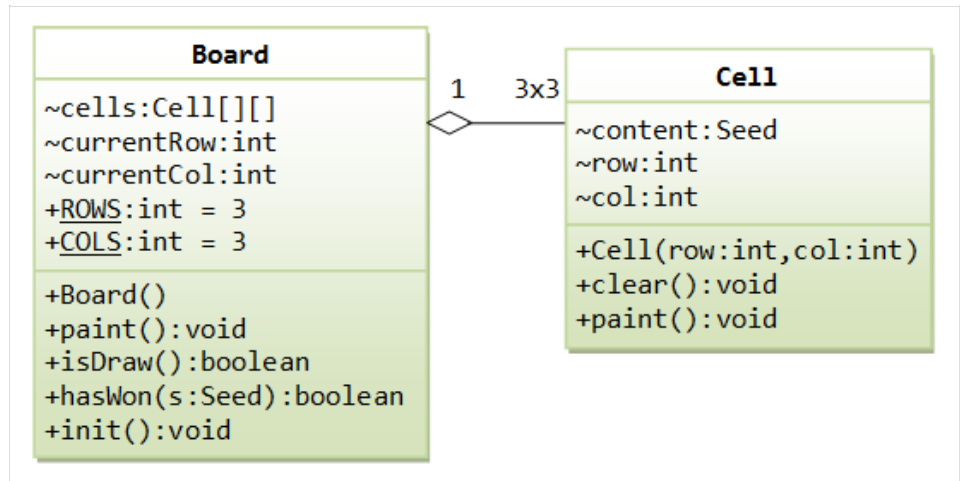 Board
~cells:Cell[][]
~currentRow:int
~currentCol:int
+ROWS:int = 3
+COLS:int = 3
+Board()
+paint():void
+isDraw():boolean
+hasWon(s:Seed):boolean
+init():void
1
3x3
Cell
~content:Seed
~row:int
~col:int
+Cell(row:int,col:int)
+clear():void
+paint():void